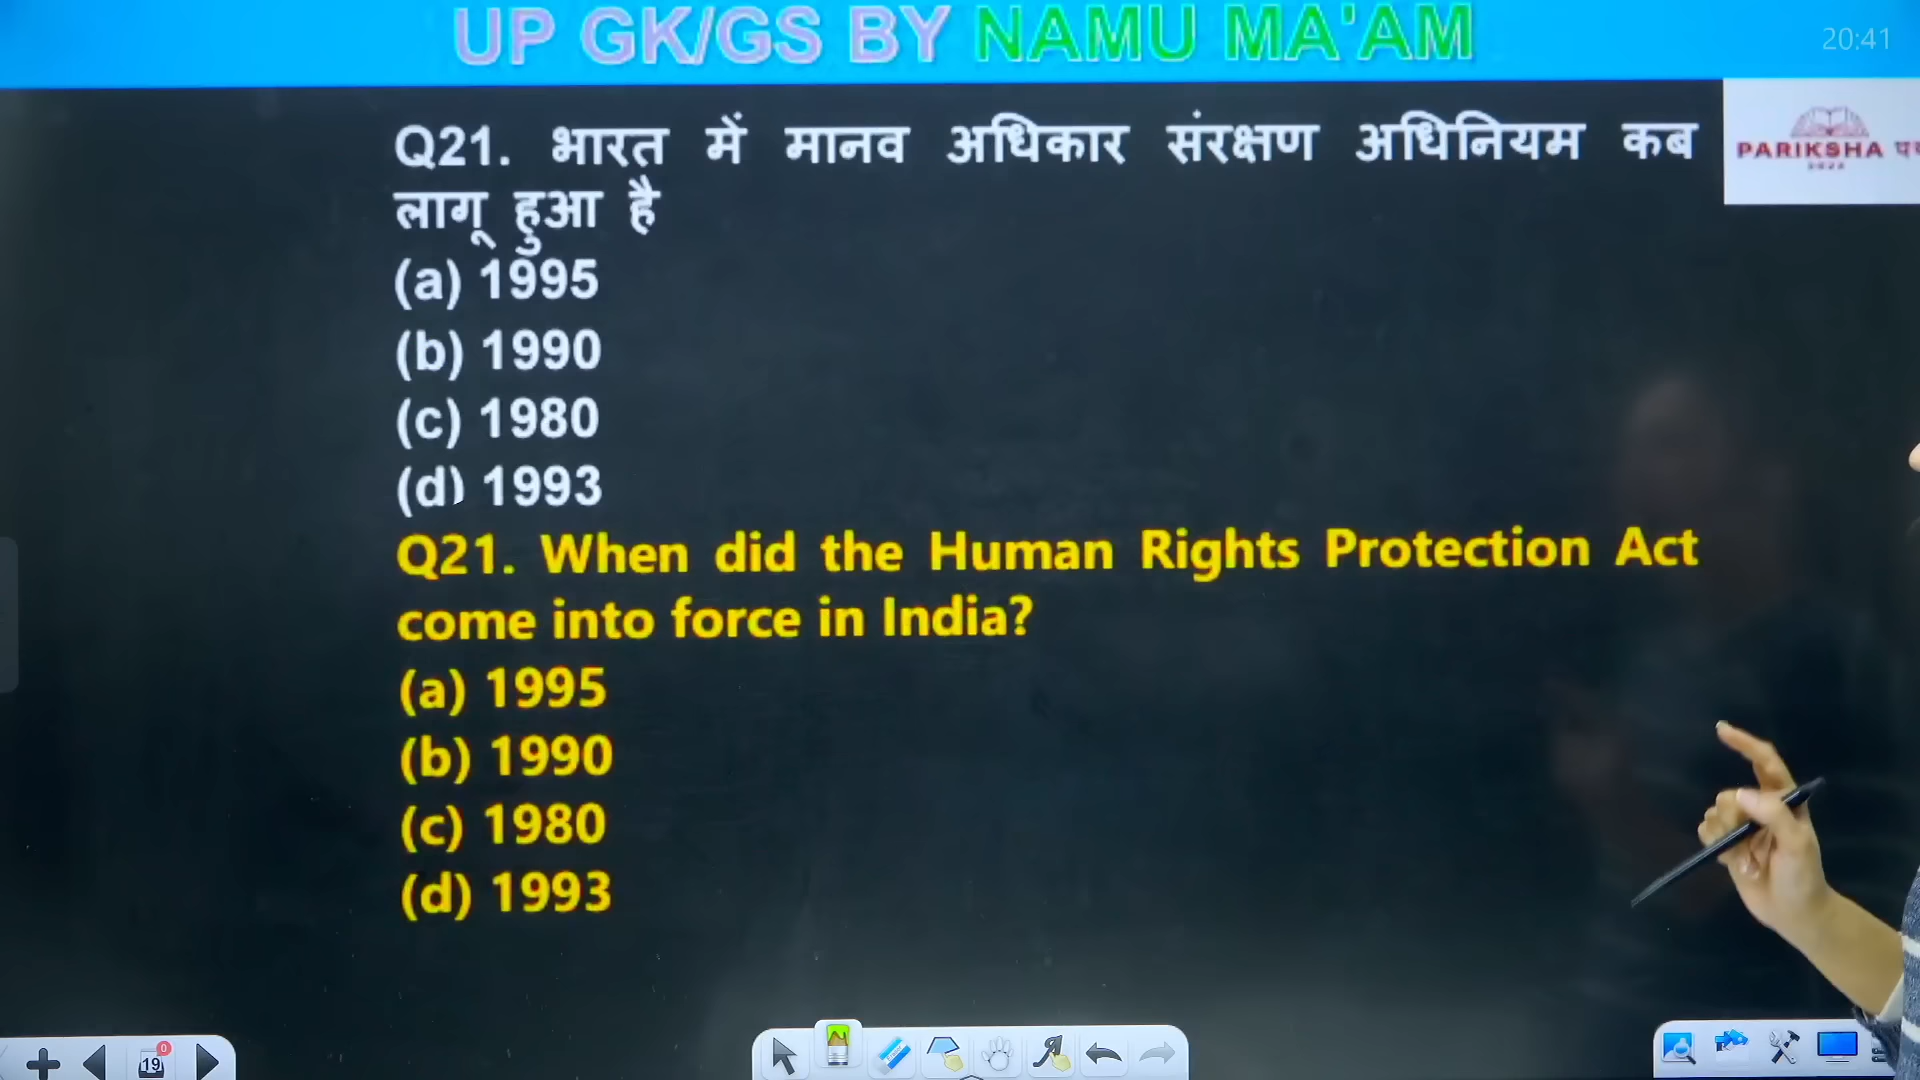 UP GK/GS BY NAMU MA'AM
20:41
PARIKSHA
Q21. भारत में मानव अधिकार संरक्षण अधिनियम कब
लागू हुआ है
(a) 1995
(b) 1990
(c) 1980
(d) 1993
Q21. When did the Human Rights Protection Act
come into force in India?
(a) 1995
(b) 1990
(c) 1980
(d) 1993
19
0